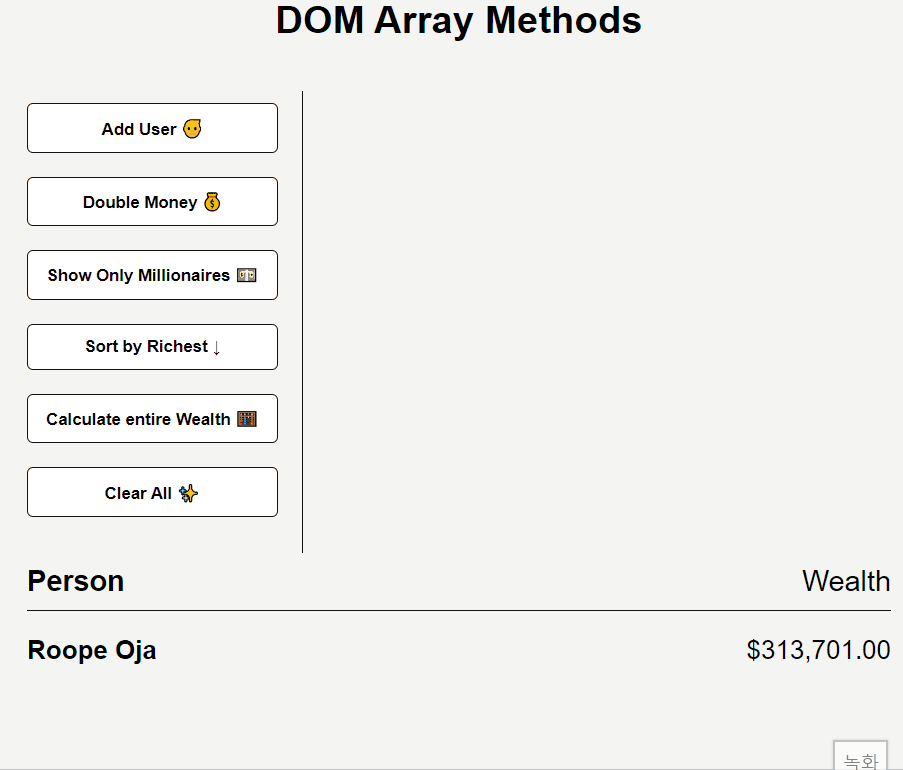 DOM Array Methods
Add User
Double Money
Show Only Millionaires
Sort by Richest ↓
Calculate entire Wealth
Clear All
Person Wealth
Roope Oja $313,701.00
녹화